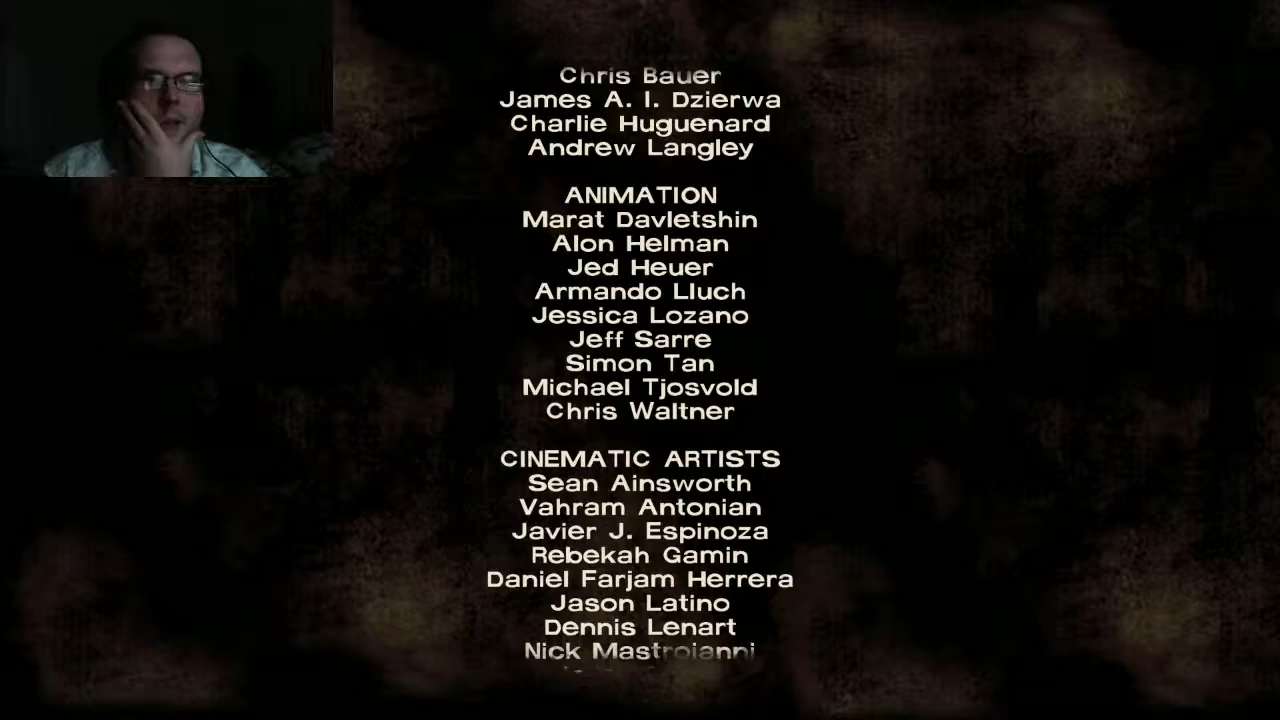 Chris Bauer
James A. I. Dzierwa
Charlie Huguenard
Andrew Langley
ANIMATION
Marat Davletshin
Alon Helman
Jed Heuer
Armando Lluch
Jessica Lozano
Jeff Sarre
Simon Tan
Michael Tjosvold
Chris Waltner
CINEMATIC ARTISTS
Sean Ainsworth
Vahram Antonian
Javier J. Espinoza
Rebekah Gamin
Daniel Farjam Herrera
Jason Latino
Dennis Lenart
Nick Mastroianni